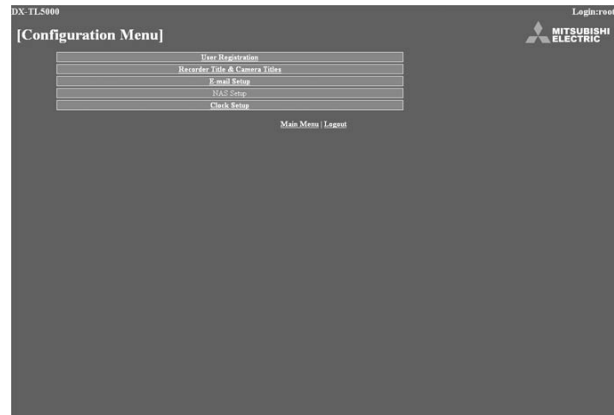 DX-TL5000 Login:root
[Configuration Menu]
MITSUBISHI
ELECTRIC
User Registration
Recorder Title & Camera Titles
E-mail Setup
NAS Setup
Clock Setup
Main Menu | Logout